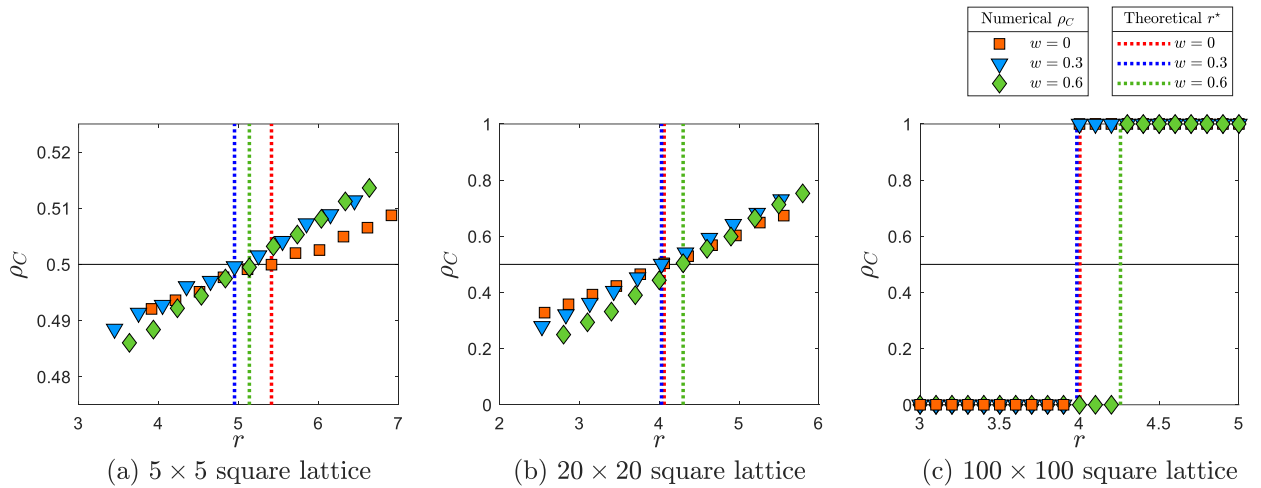 Numerical ρ_C
w = 0
w = 0.3
w = 0.6
Theoretical r⋆
w = 0
w = 0.3
w = 0.6
ρ_C
0.52
0.51
0.5
0.49
0.48
3 4 5 6 7
r
(a) 5 × 5 square lattice
ρ_C
1
0.8
0.6
0.4
0.2
0
2 3 4 5 6
r
(b) 20 × 20 square lattice
ρ_C
1
0.8
0.6
0.4
0.2
0
3 3.5 4 4.5 5
r
(c) 100 × 100 square lattice